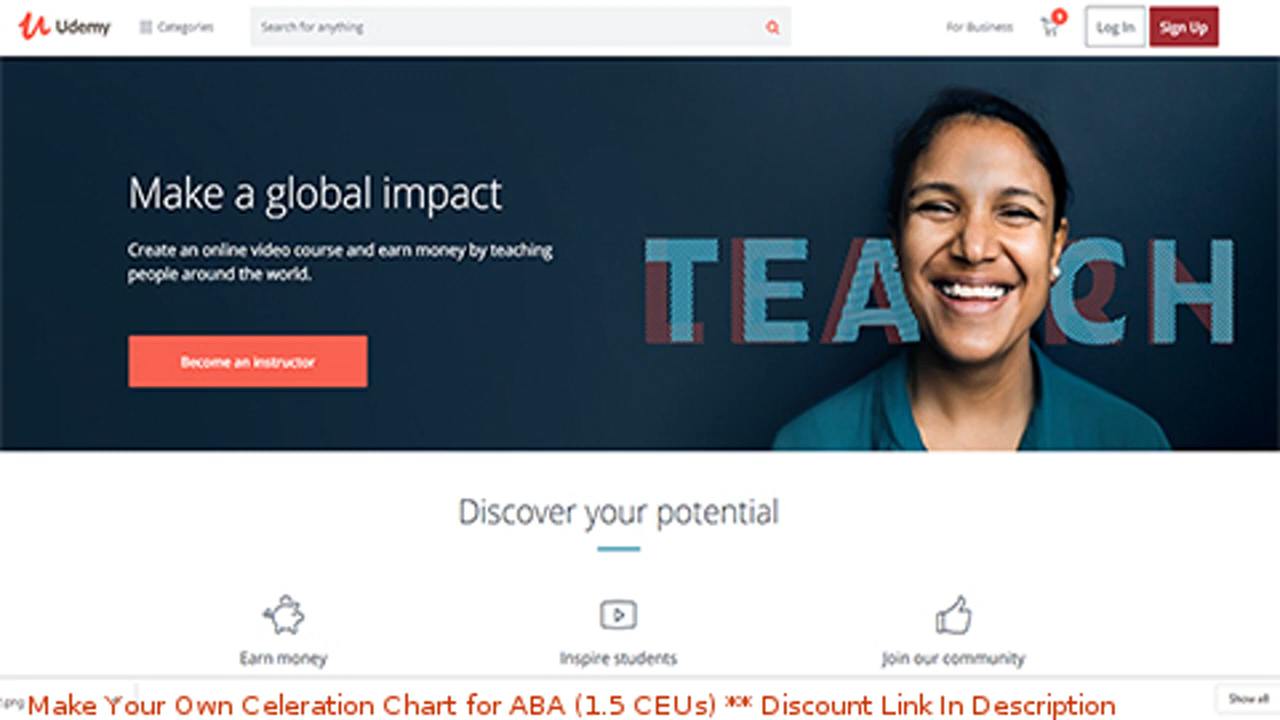 Udemy
Categories
Search for anything
For Business
Log In
Sign Up
Make a global impact
Create an online video course and earn money by teaching
people around the world.
TEACH
Become an instructor
Discover your potential
Earn money
Inspire students
Join our community
.png
Show all
Make Your Own Celeration Chart for ABA (1.5 CEUs) ** Discount Link In Description